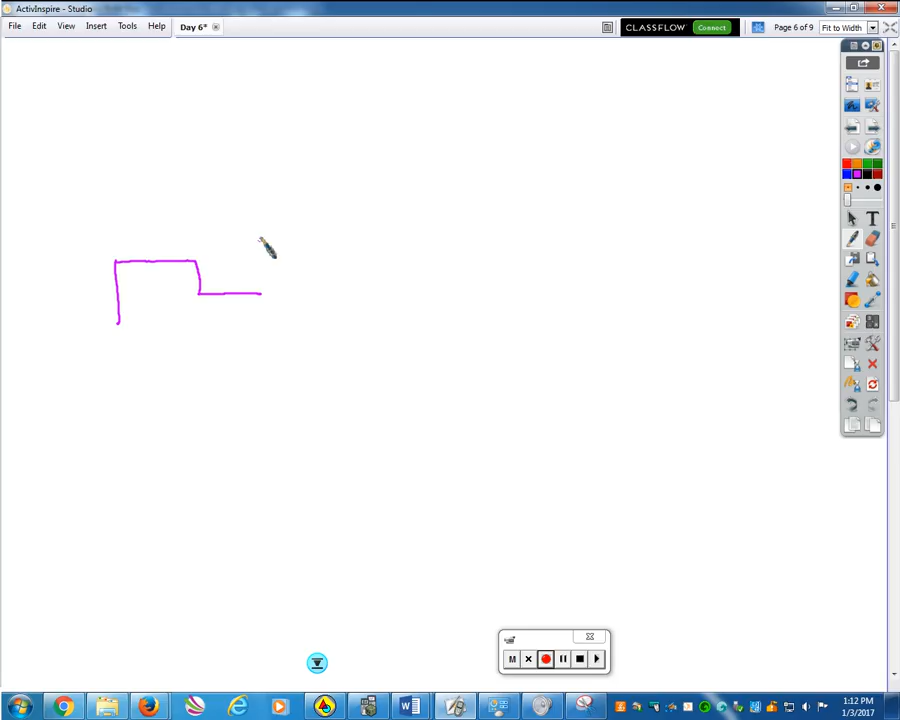 ActivInspire - Studio
File Edit View Insert Tools Help
CLASSFLOW Connect
Page 6 of 9
Fit to Width
Day 6*
T
M
W
1:12 PM
1/3/2017